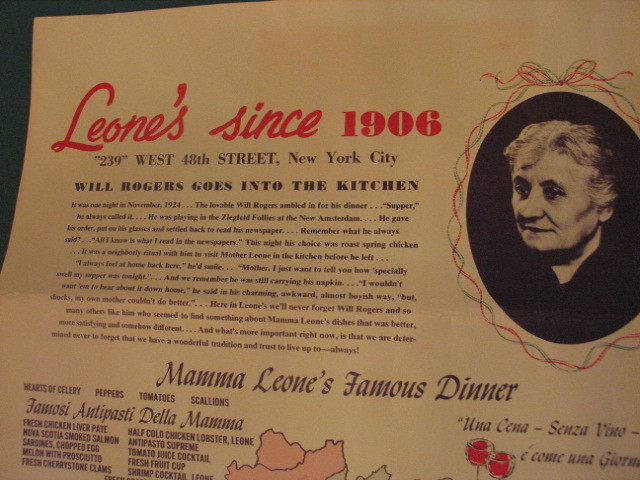 Leone's since 1906
"239" WEST 48th STREET, New York City
WILL ROGERS GOES INTO THE KITCHEN
It was one night in November, 1924 . . . The lovable Will Rogers ambled in for his dinner . . . "Supper,"
he always called it. . . . He was playing in the Ziegfeld Follies at the New Amsterdam. . . . He gave
his order, put on his glasses and settled back to read his newspaper. . . . Remember what he always
said? . . . "All I know is what I read in the newspapers." This night his choice was roast spring chicken
. . . It was a neighborly ritual with him to visit Mother Leone in the kitchen before he left . . .
"I always feel at home back here," he'd smile. . . . "Mother, I just want to tell you how 'specially
swell my supper was tonight.". . . And we remember he was still carrying his napkin. . . . "I wouldn't
want 'em to hear about it down home," he said in his charming, awkward, almost boyish way, "but,
shucks, my own mother couldn't do better.". . . Here in Leone's we'll never forget Will Rogers and so
many others like him who seemed to find something about Mamma Leone's dishes that was better,
more satisfying and somehow different. . . . And what's more important right now, is that we are deter-
mined never to forget that we have a wonderful tradition and trust to live up to—always!
Mamma Leone's Famous Dinner
HEARTS OF CELERY PEPPERS TOMATOES SCALLIONS
Famosi Antipasti Della Mamma
"Una Cena - Senza Vino -
é come una Giorn
FRESH CHICKEN LIVER PATE
NOVA SCOTIA SMOKED SALMON
SARDINES, CHOPPED EGG
MELON WITH PROSCIUTTO
FRESH CHERRYSTONE CLAMS
HALF COLD CHICKEN LOBSTER, LEONE
ANTIPASTO SUPREME
TOMATO JUICE COCKTAIL
FRESH FRUIT CUP
SHRIMP COCKTAIL, LEONE